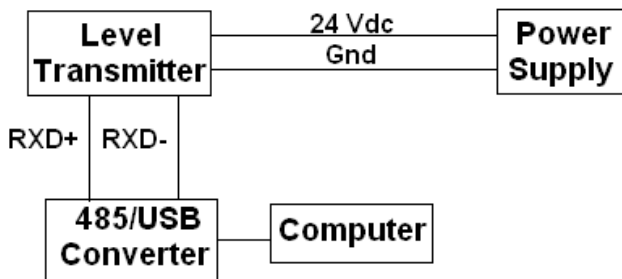 Level
Transmitter
24 Vdc
Gnd
Power
Supply
RXD+
RXD-
485/USB
Converter
Computer